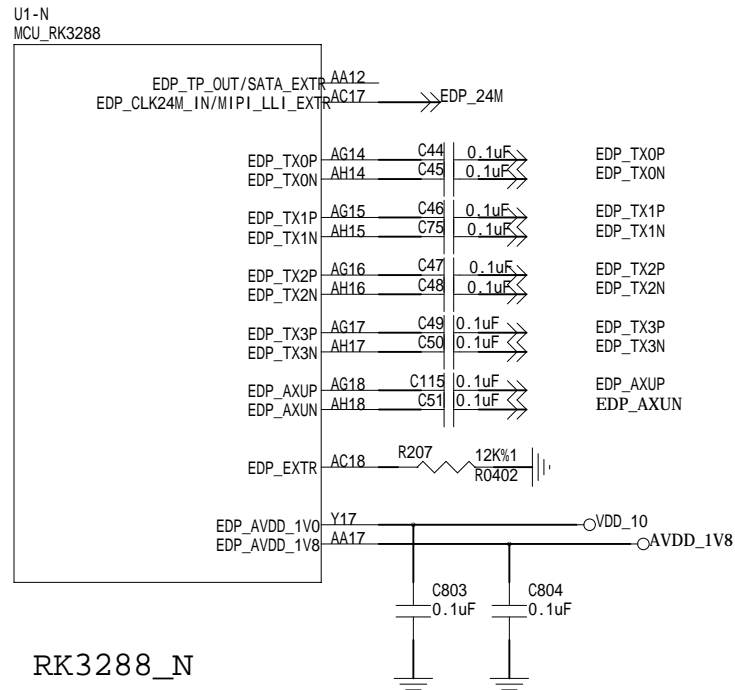 U1-N
MCU_RK3288
EDP_TP_OUT/SATA_EXTR AA12
EDP_CLK24M_IN/MIPI_LLI_EXTR AC17 EDP_24M
EDP_TX0P AG14 C44 0.1uF EDP_TX0P
EDP_TX0N AH14 C45 0.1uF EDP_TX0N
EDP_TX1P AG15 C46 0.1uF EDP_TX1P
EDP_TX1N AH15 C75 0.1uF EDP_TX1N
EDP_TX2P AG16 C47 0.1uF EDP_TX2P
EDP_TX2N AH16 C48 0.1uF EDP_TX2N
EDP_TX3P AG17 C49 0.1uF EDP_TX3P
EDP_TX3N AH17 C50 0.1uF EDP_TX3N
EDP_AXUP AG18 C115 0.1uF EDP_AXUP
EDP_AXUN AH18 C51 0.1uF EDP_AXUN
EDP_EXTR AC18 R207 12K%1
R0402
EDP_AVDD_1V0 Y17 VDD_10
EDP_AVDD_1V8 AA17 AVDD_1V8
C803 C804
0.1uF 0.1uF
RK3288_N